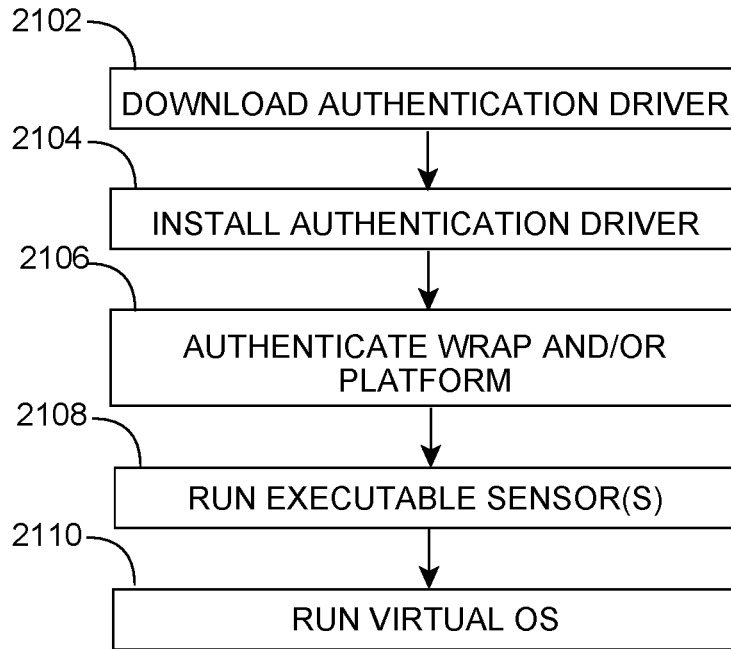 2102
DOWNLOAD AUTHENTICATION DRIVER
2104
INSTALL AUTHENTICATION DRIVER
2106
AUTHENTICATE WRAP AND/OR
PLATFORM
2108
RUN EXECUTABLE SENSOR(S)
2110
RUN VIRTUAL OS